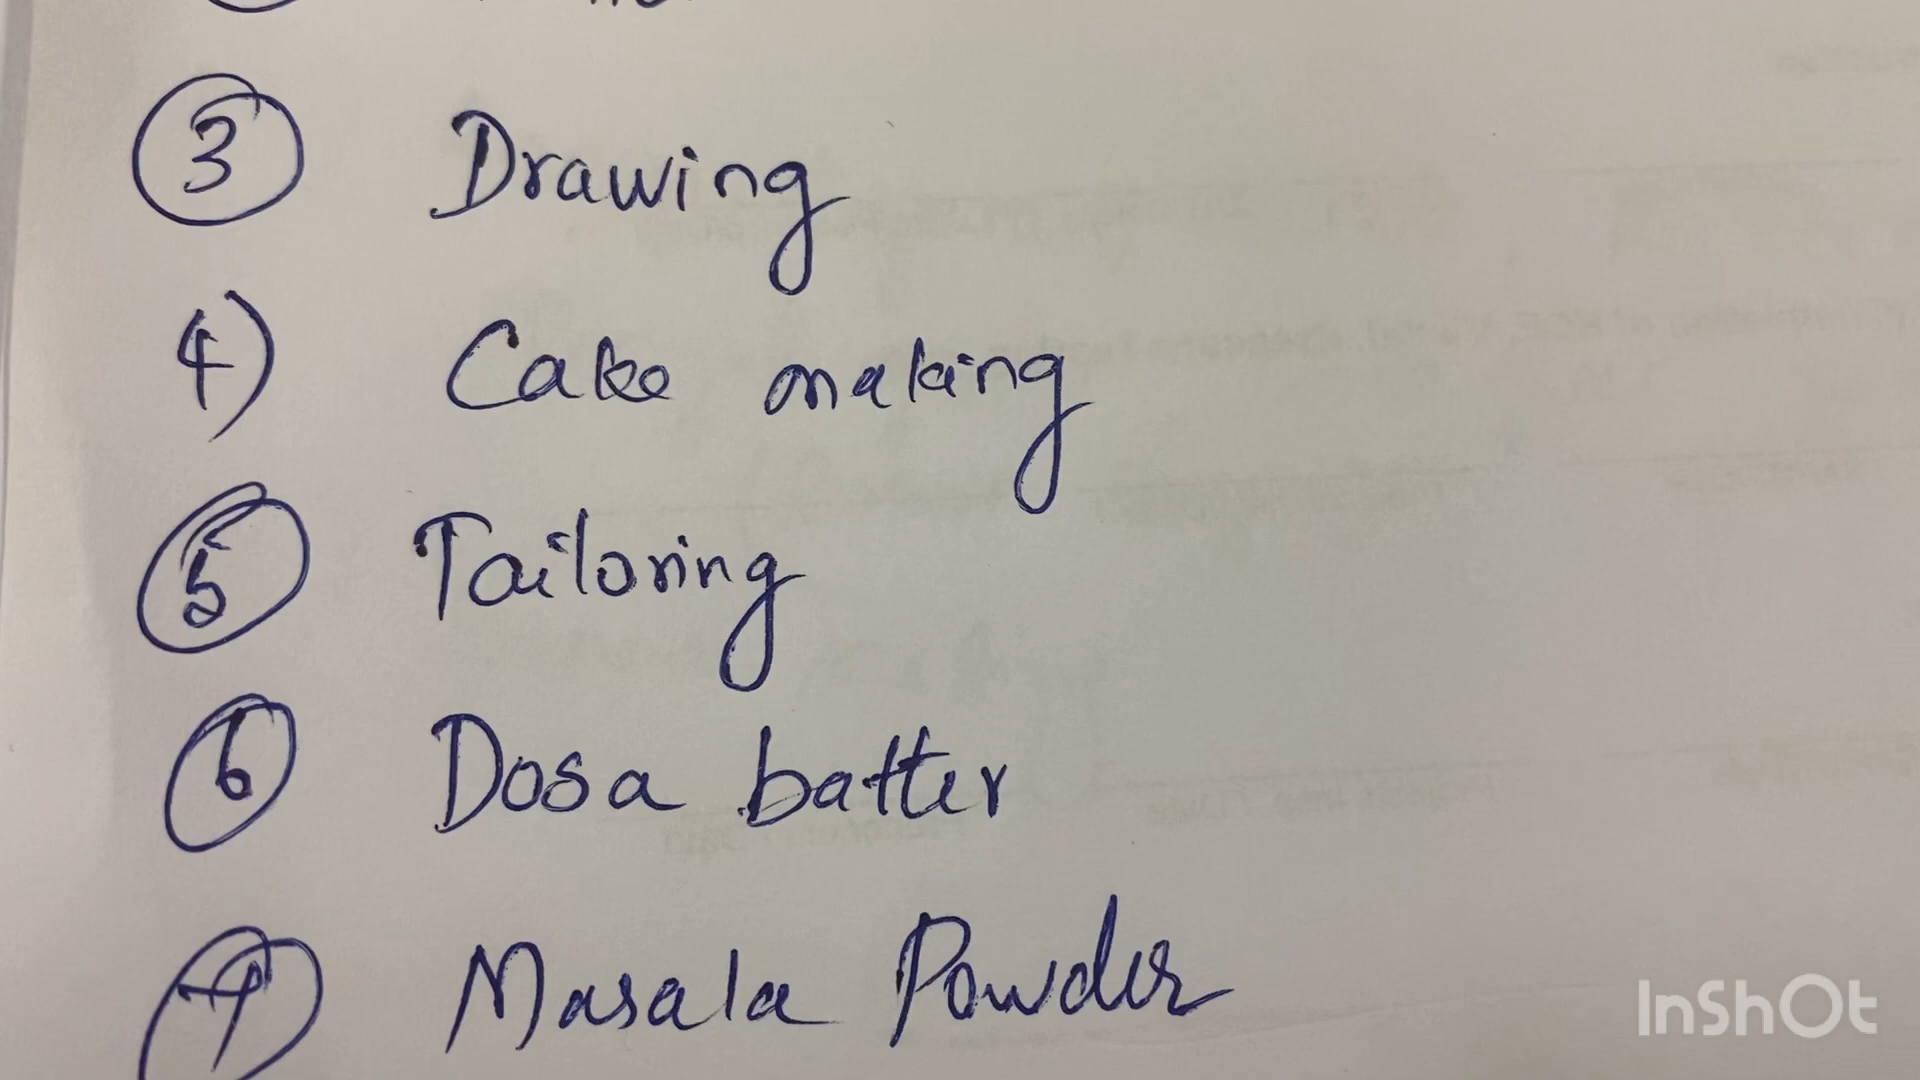 3 Drawing
4) Cake making
5 Tailoring
6 Dosa batter
7 Masala Powder
InShOt